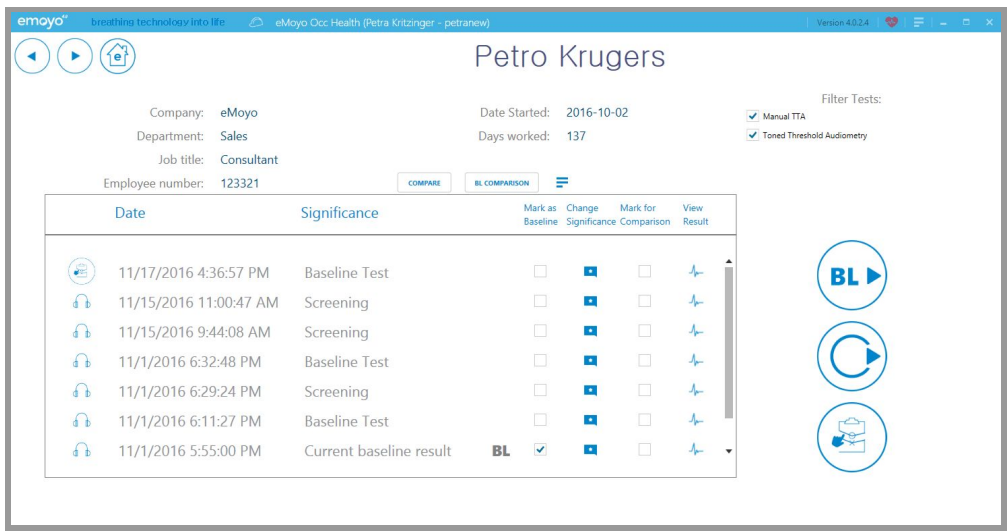 emoyo breathing technology into life eMoyo Occ Health (Petra Kritzinger - petranew) Version 4.0.2.4
e
Petro Krugers
Filter Tests:
Company: eMoyo Date Started: 2016-10-02
Manual TTA
Department: Sales Days worked: 137
Toned Threshold Audiometry
Job title: Consultant
Employee number: 123321 COMPARE BL COMPARISON
Date Significance Mark as Baseline Change Significance Mark for Comparison View Result
11/17/2016 4:36:57 PM Baseline Test
11/15/2016 11:00:47 AM Screening
11/15/2016 9:44:08 AM Screening
11/1/2016 6:32:48 PM Baseline Test
11/1/2016 6:29:24 PM Screening
11/1/2016 6:11:27 PM Baseline Test
11/1/2016 5:55:00 PM Current baseline result BL
BL